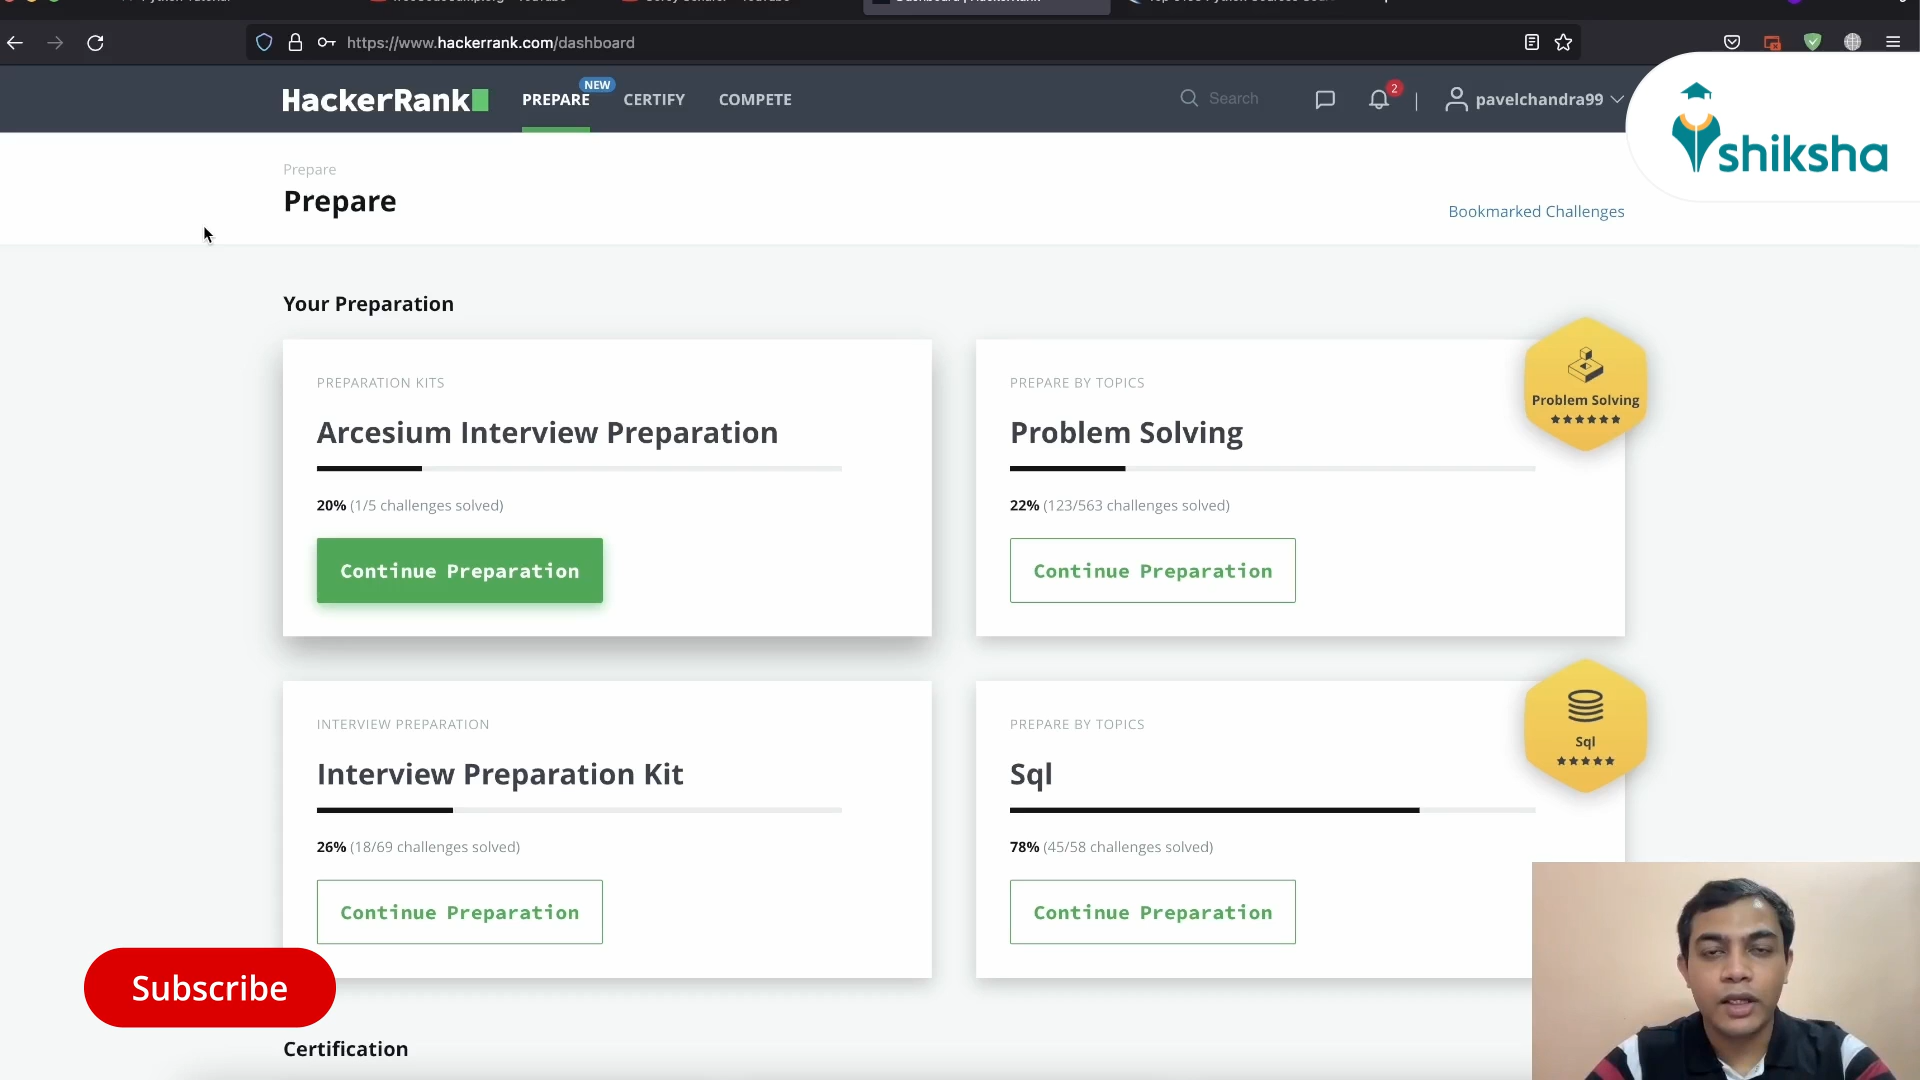 https://www.hackerrank.com/dashboard
HackerRank
PREPARE
NEW
CERTIFY
COMPETE
Search
2
pavelchandra99
shiksha
Prepare
Prepare
Bookmarked Challenges
Your Preparation
PREPARATION KITS
Arcesium Interview Preparation
20% (1/5 challenges solved)
Continue Preparation
PREPARE BY TOPICS
Problem Solving
22% (123/563 challenges solved)
Continue Preparation
Problem Solving
INTERVIEW PREPARATION
Interview Preparation Kit
26% (18/69 challenges solved)
Continue Preparation
PREPARE BY TOPICS
Sql
78% (45/58 challenges solved)
Continue Preparation
Sql
Subscribe
Certification